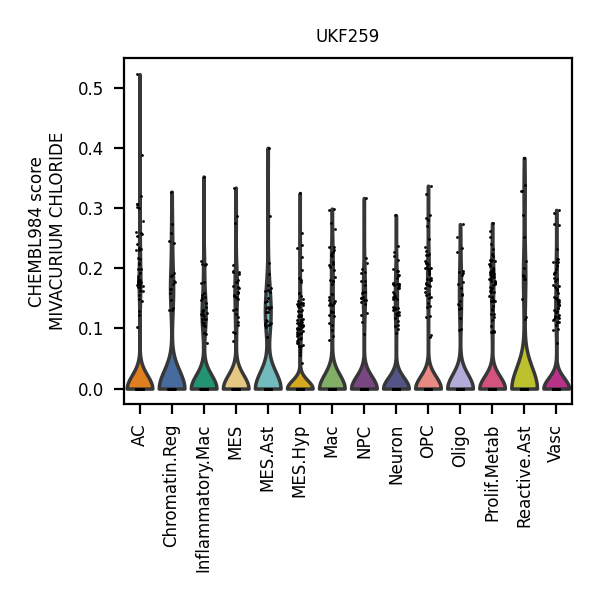 UKF259
CHEMBL984 score
MIVACURIUM CHLORIDE
0.5
0.4
0.3
0.2
0.1
0.0
AC
Chromatin.Reg
Inflammatory.Mac
MES
MES.Ast
MES.Hyp
Mac
NPC
Neuron
OPC
Oligo
Prolif.Metab
Reactive.Ast
Vasc